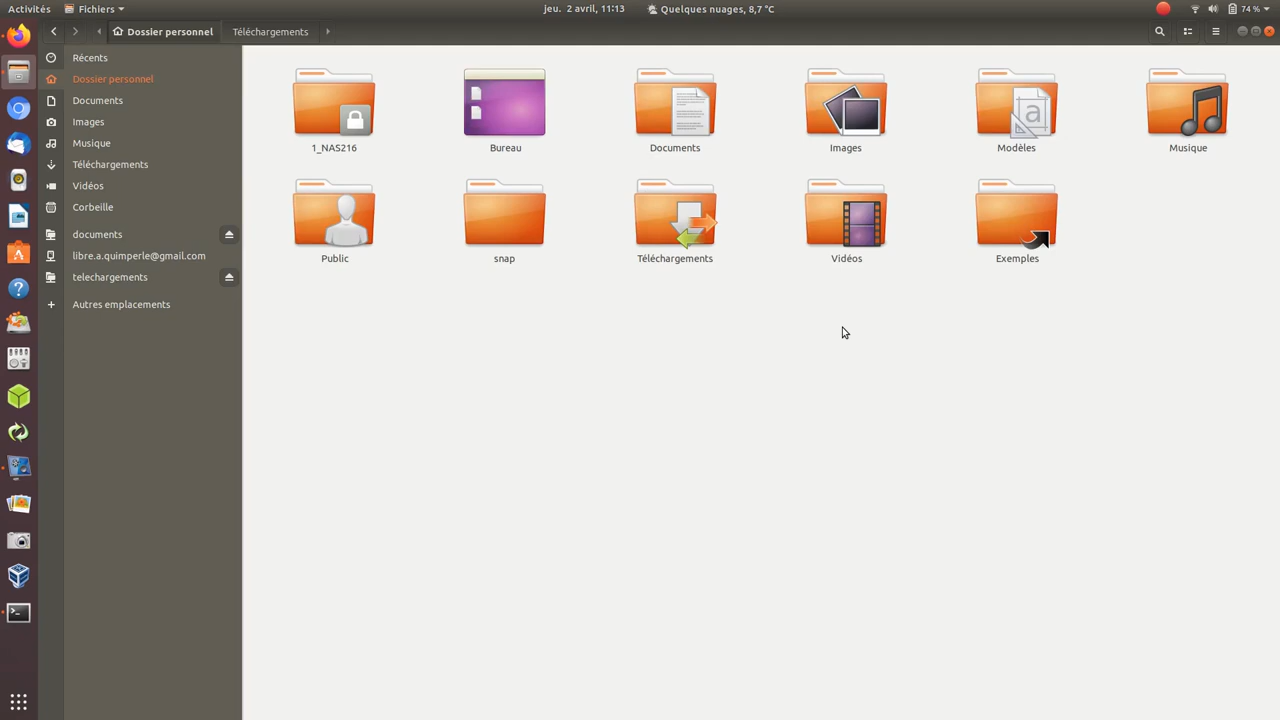 Activités
Fichiers
jeu. 2 avril, 11:13
Quelques nuages, 8,7 °C
74 %
Dossier personnel
Téléchargements
Récents
Dossier personnel
Documents
Images
Musique
Téléchargements
Vidéos
Corbeille
documents
libre.a.quimperle@gmail.com
telechargements
Autres emplacements
1_NAS216
Bureau
Documents
Images
Modèles
Musique
Public
snap
Téléchargements
Vidéos
Exemples